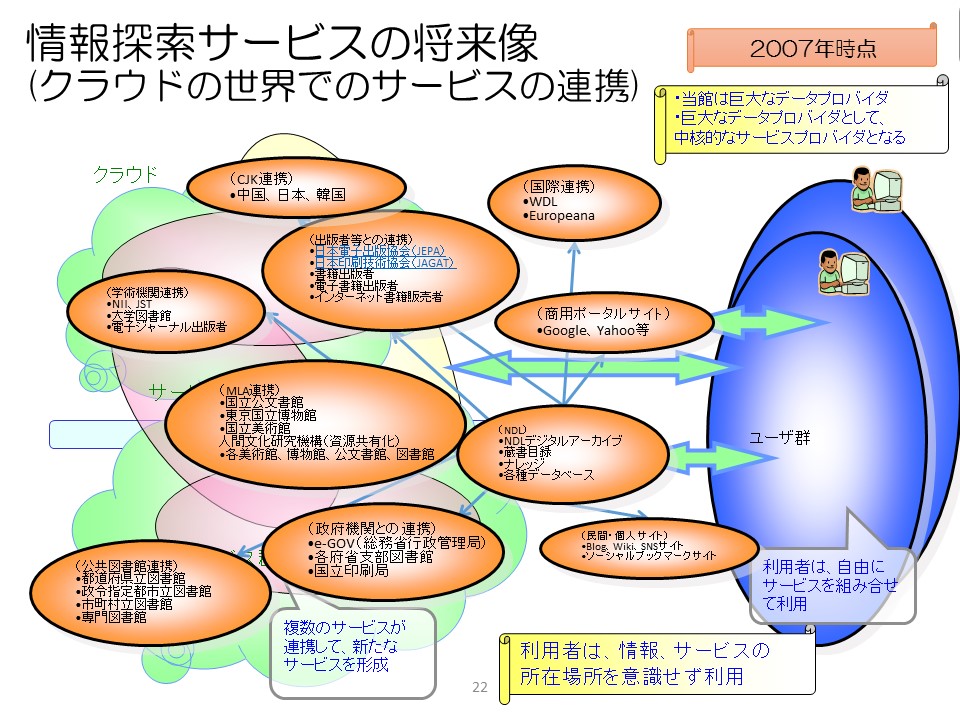 情報探索サービスの将来像
(クラウドの世界でのサービスの連携)
2007年時点
・当館は巨大なデータプロバイダ
・巨大なデータプロバイダとして、
中核的なサービスプロバイダとなる
クラウド
（CJK連携）
•中国、日本、韓国
（国際連携）
•WDL
•Europeana
（出版者等との連携）
•日本電子出版協会（JEPA）
•日本印刷技術協会（JAGAT）
•書籍出版者
•電子書籍出版者
•インターネット書籍販売者
（学術機関連携）
•NII、JST
•大学図書館
•電子ジャーナル出版者
（商用ポータルサイト）
•Google、Yahoo等
サー
（MLA連携）
•国立公文書館
•東京国立博物館
•国立美術館
人間文化研究機構（資源共有化）
•各美術館、博物館、公文書館、図書館
（NDL）
•NDLデジタルアーカイブ
•蔵書目録
•ナレッジ
•各種データベース
ユーザ群
（政府機関との連携）
•e-GOV（総務省行政管理局）
•各府省支部図書館
•国立印刷局
（民間・個人サイト）
•Blog、Wiki、SNSサイト
•ソーシャルブックマークサイト
（公共図書館連携）
•都道府県立図書館
•政令指定都市立図書館
•市町村立図書館
•専門図書館
利用者は、自由に
サービスを組み合せ
て利用
複数のサービスが
連携して、新たな
サービスを形成
利用者は、情報、サービスの
所在場所を意識せず利用
22